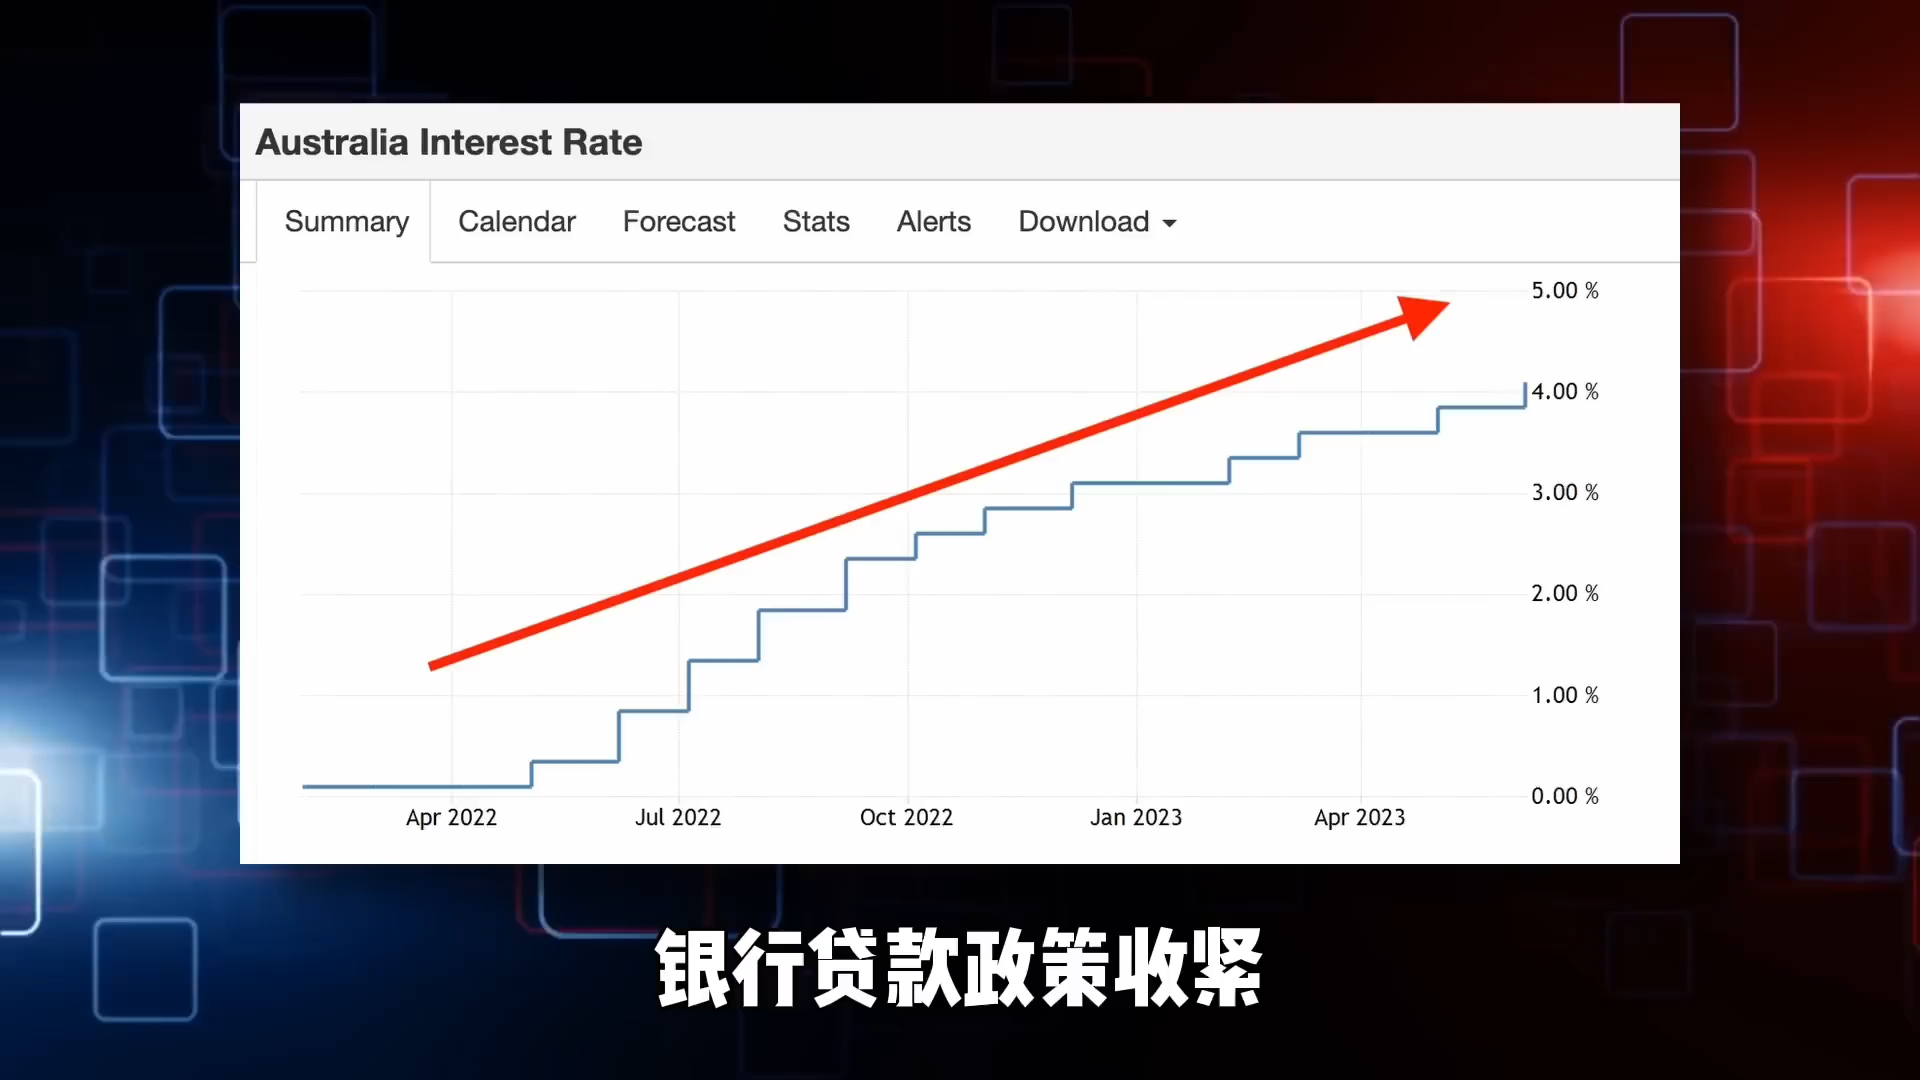 Australia Interest Rate
Summary Calendar Forecast Stats Alerts Download
5.00 %
4.00 %
3.00 %
2.00 %
1.00 %
0.00 %
Apr 2022 Jul 2022 Oct 2022 Jan 2023 Apr 2023
银行贷款政策收紧